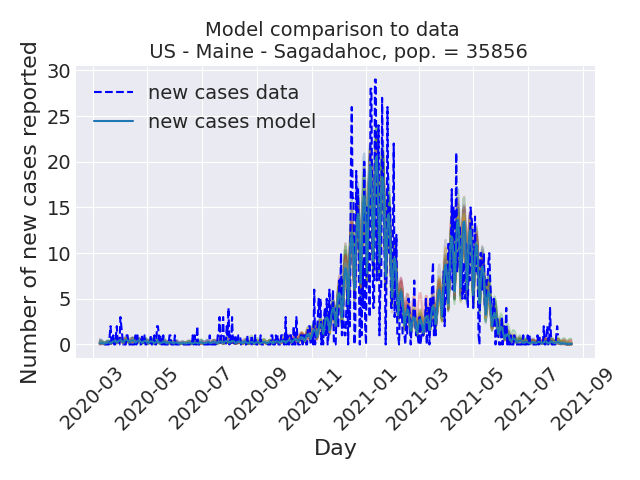 Model comparison to data
US - Maine - Sagadahoc, pop. = 35856
Number of new cases reported
30
25
20
15
10
5
0
new cases data
new cases model
2020-03
2020-05
2020-07
2020-09
2020-11
2021-01
2021-03
2021-05
2021-07
2021-09
Day